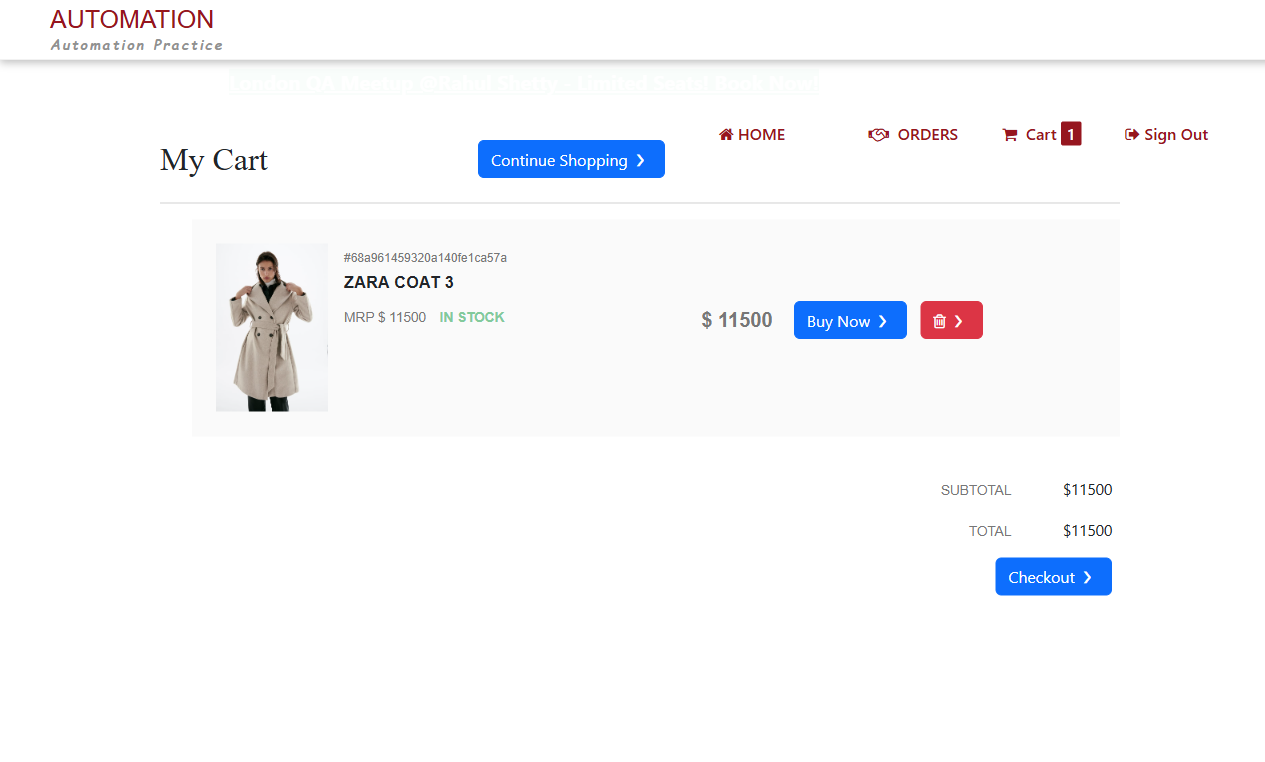 AUTOMATION
Automation Practice
HOME
ORDERS
Cart 1
Sign Out
My Cart
Continue Shopping
#68a961459320a140fe1ca57a
ZARA COAT 3
MRP $ 11500 IN STOCK
$ 11500
Buy Now
SUBTOTAL $11500
TOTAL $11500
Checkout